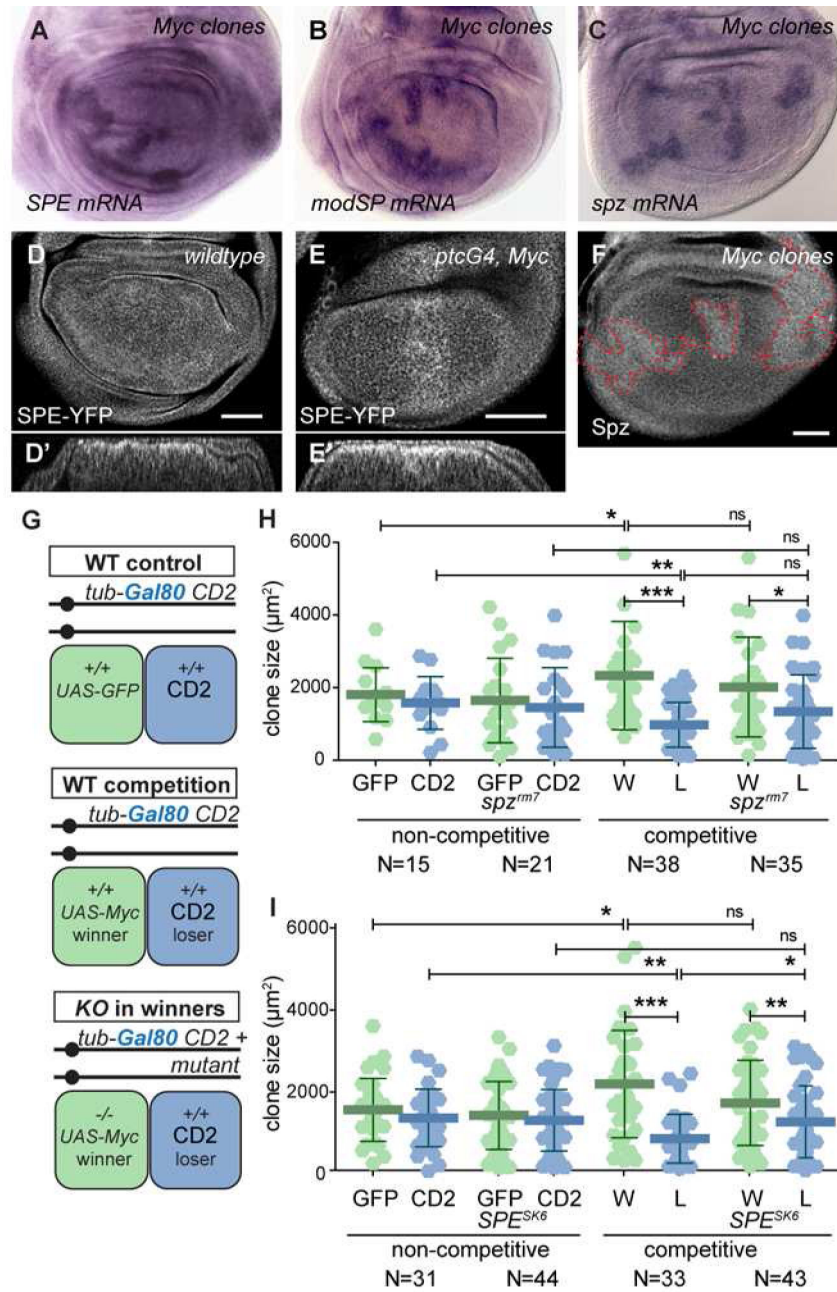 A Myc clones
SPE mRNA
B Myc clones
modSP mRNA
C Myc clones
spz mRNA
D wildtype
SPE-YFP
D'
E ptcG4, Myc
SPE-YFP
E'
F Myc clones
Spz
G
WT control
tub-Gal80 CD2
+/+ +/+
UAS-GFP CD2
WT competition
tub-Gal80 CD2
+/+ +/+
UAS-Myc CD2
winner loser
KO in winners
tub-Gal80 CD2 +
mutant
-/- +/+
UAS-Myc CD2
winner loser
H
* ns
ns
** ns
*** *
clone size (µm²)
6000
4000
2000
0
GFP CD2 GFP CD2 W L W L
spz^rm7 spz^rm7
non-competitive competitive
N=15 N=21 N=38 N=35
I
* ns
ns
** *
*** **
clone size (µm²)
6000
4000
2000
0
GFP CD2 GFP CD2 W L W L
SPE^SK6 SPE^SK6
non-competitive competitive
N=31 N=44 N=33 N=43